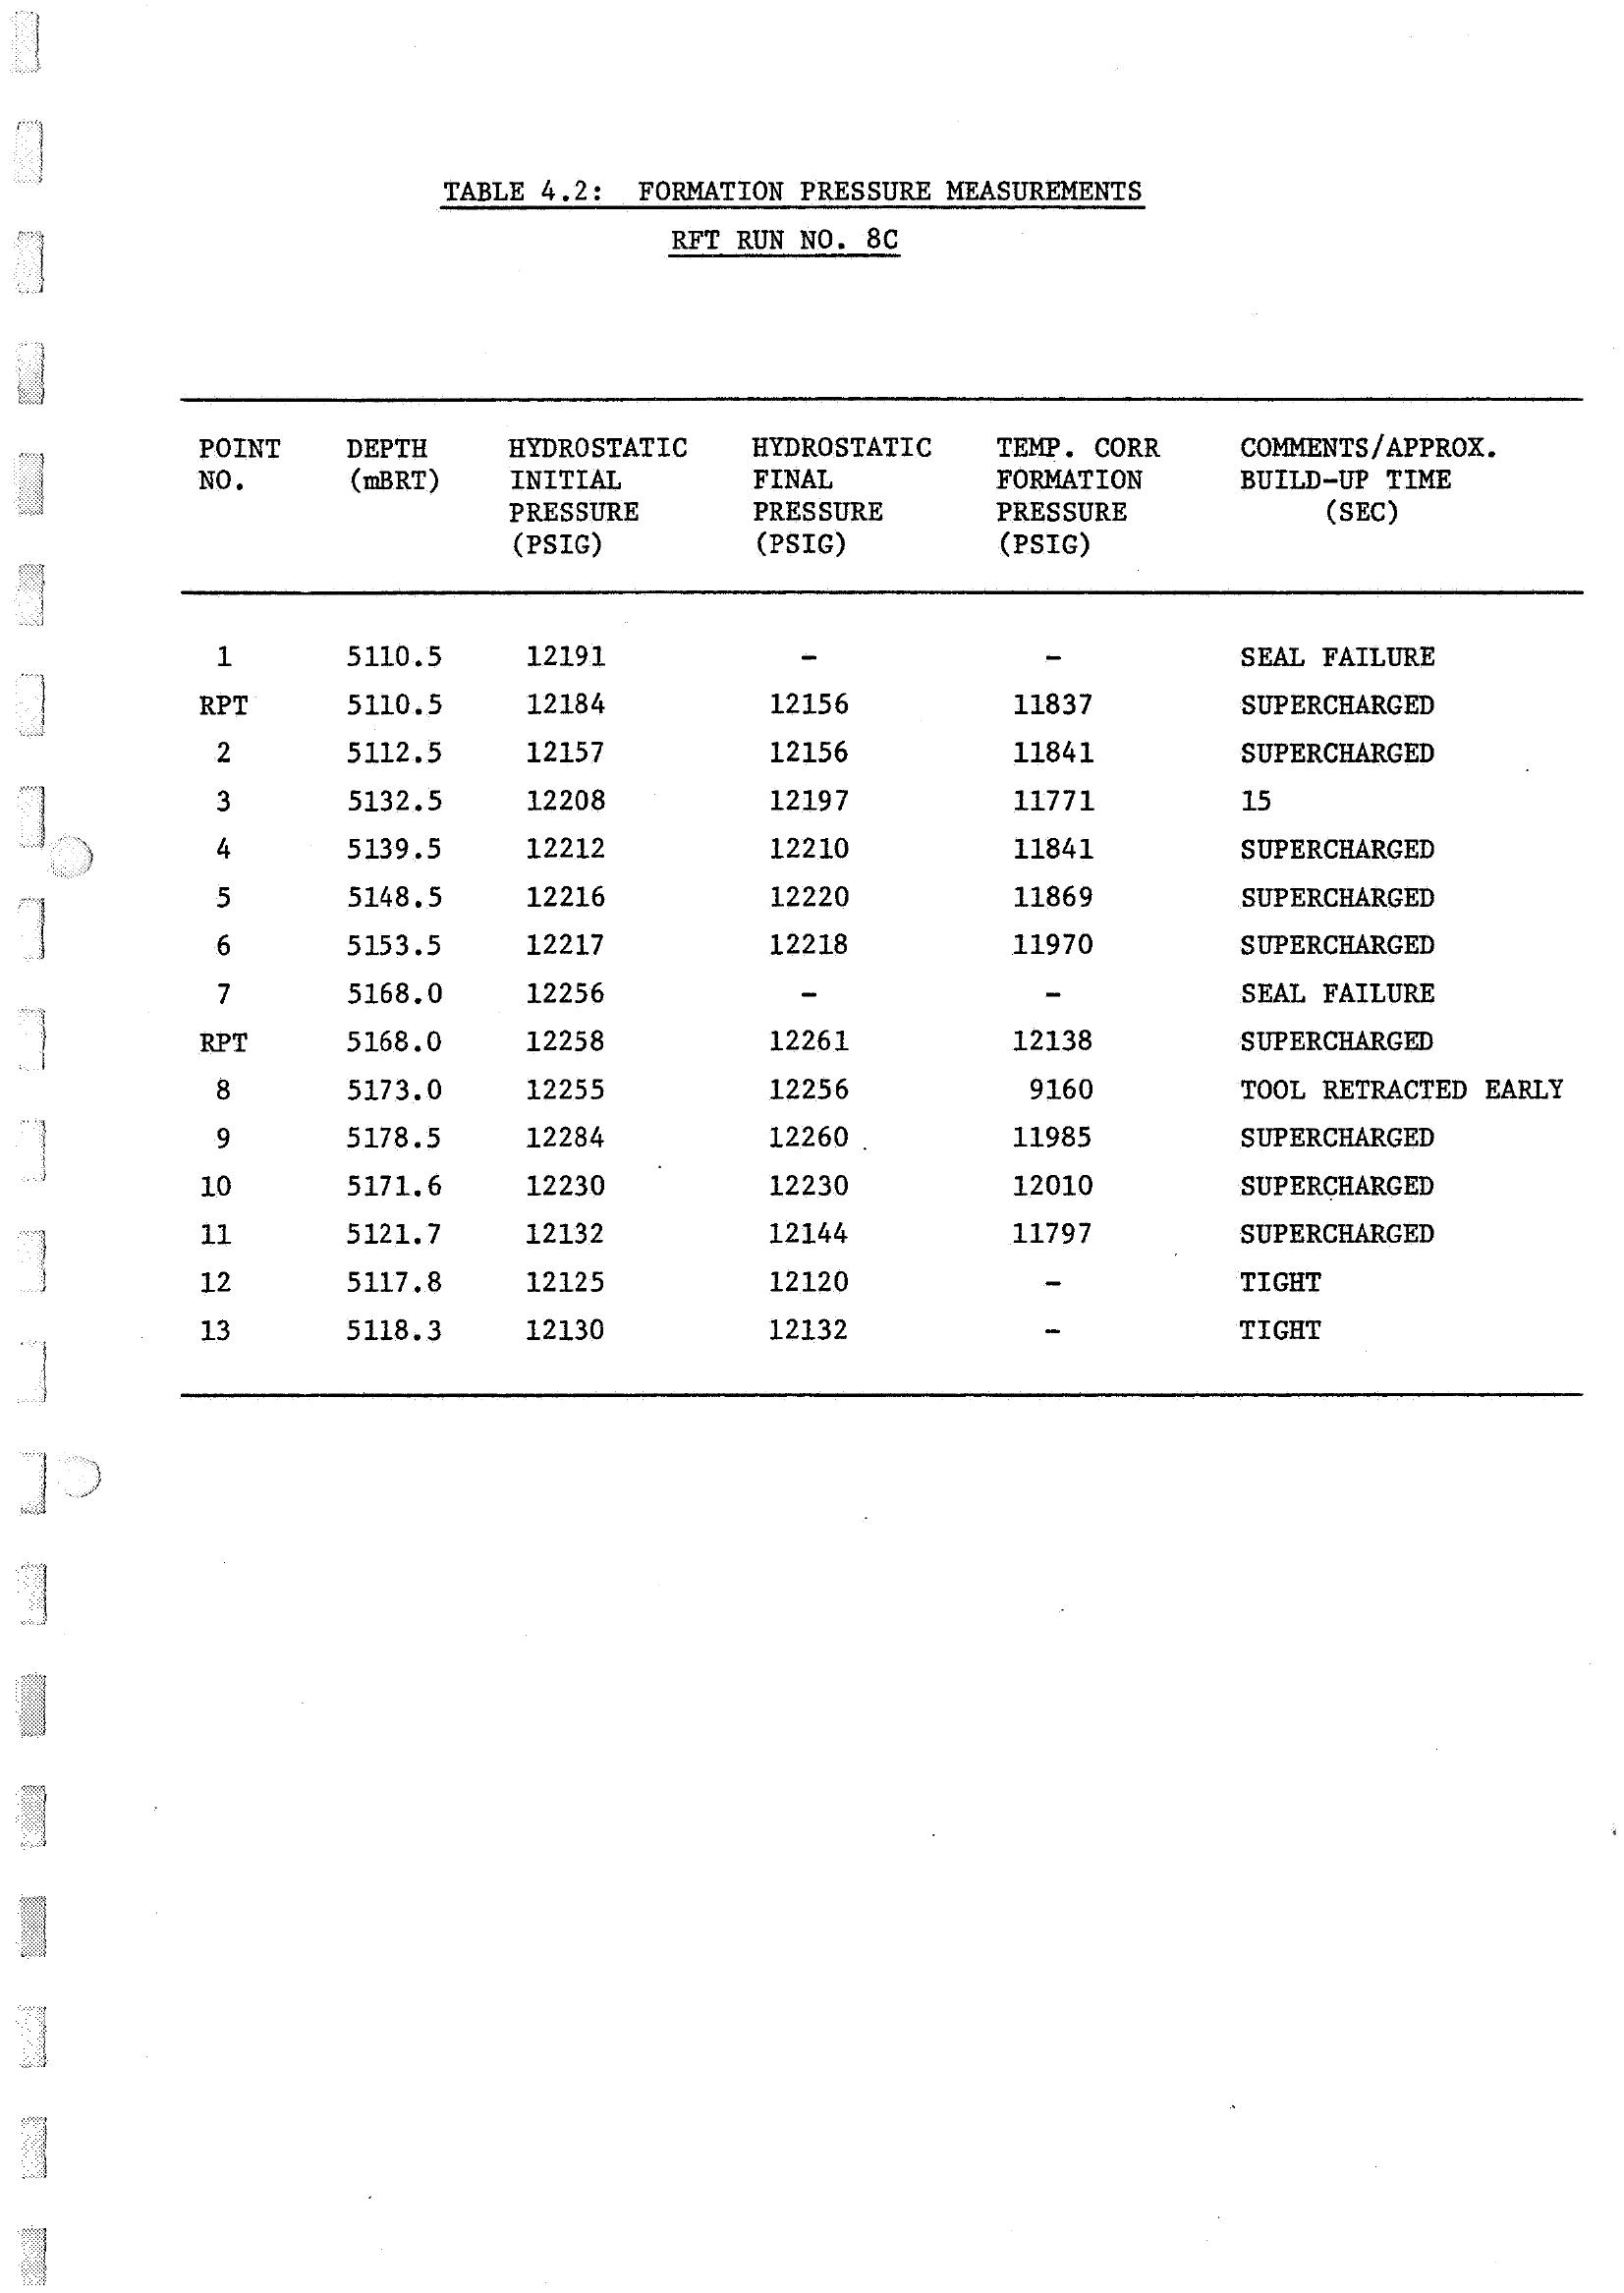 TABLE 4.2: FORMATION PRESSURE MEASUREMENTS
RFT RUN NO. 8C
POINT DEPTH HYDROSTATIC HYDROSTATIC TEMP. CORR COMMENTS/APPROX.
NO. (mBRT) INITIAL FINAL FORMATION BUILD-UP TIME
PRESSURE PRESSURE PRESSURE (SEC)
(PSIG) (PSIG) (PSIG)
1 5110.5 12191 - - SEAL FAILURE
RPT 5110.5 12184 12156 11837 SUPERCHARGED
2 5112.5 12157 12156 11841 SUPERCHARGED
3 5132.5 12208 12197 11771 15
4 5139.5 12212 12210 11841 SUPERCHARGED
5 5148.5 12216 12220 11869 SUPERCHARGED
6 5153.5 12217 12218 11970 SUPERCHARGED
7 5168.0 12256 - - SEAL FAILURE
RPT 5168.0 12258 12261 12138 SUPERCHARGED
8 5173.0 12255 12256 9160 TOOL RETRACTED EARLY
9 5178.5 12284 12260 11985 SUPERCHARGED
10 5171.6 12230 12230 12010 SUPERCHARGED
11 5121.7 12132 12144 11797 SUPERCHARGED
12 5117.8 12125 12120 - TIGHT
13 5118.3 12130 12132 - TIGHT